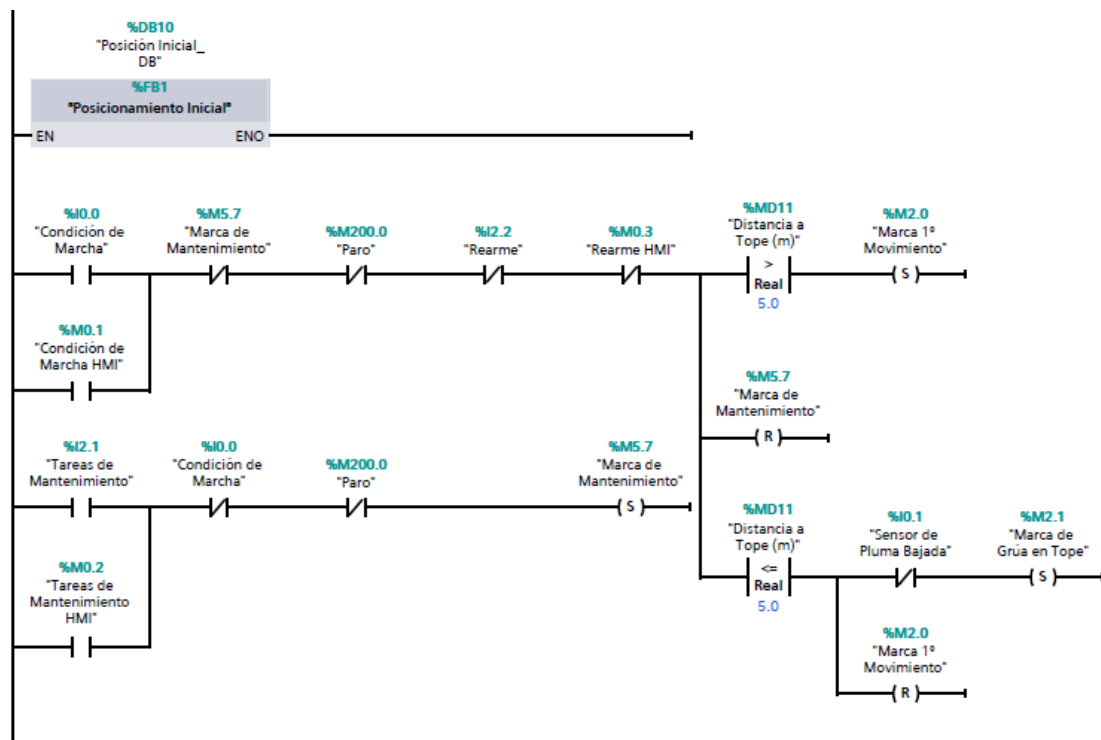 %DB10
"Posición Inicial_
DB"
%FB1
"Posicionamiento Inicial"
EN ENO
%I0.0
"Condición de
Marcha"
%M5.7
"Marca de
Mantenimiento"
%M200.0
"Paro"
%I2.2
"Rearme"
%M0.3
"Rearme HMI"
%MD11
"Distancia a
Tope (m)"
>
Real
5.0
%M2.0
"Marca 1º
Movimiento"
S
%M0.1
"Condición de
Marcha HMI"
%M5.7
"Marca de
Mantenimiento"
R
%I2.1
"Tareas de
Mantenimiento"
%I0.0
"Condición de
Marcha"
%M200.0
"Paro"
%M5.7
"Marca de
Mantenimiento"
S
%MD11
"Distancia a
Tope (m)"
<=
Real
5.0
%I0.1
"Sensor de
Pluma Bajada"
%M2.1
"Marca de
Grúa en Tope"
S
%M0.2
"Tareas de
Mantenimiento
HMI"
%M2.0
"Marca 1º
Movimiento"
R